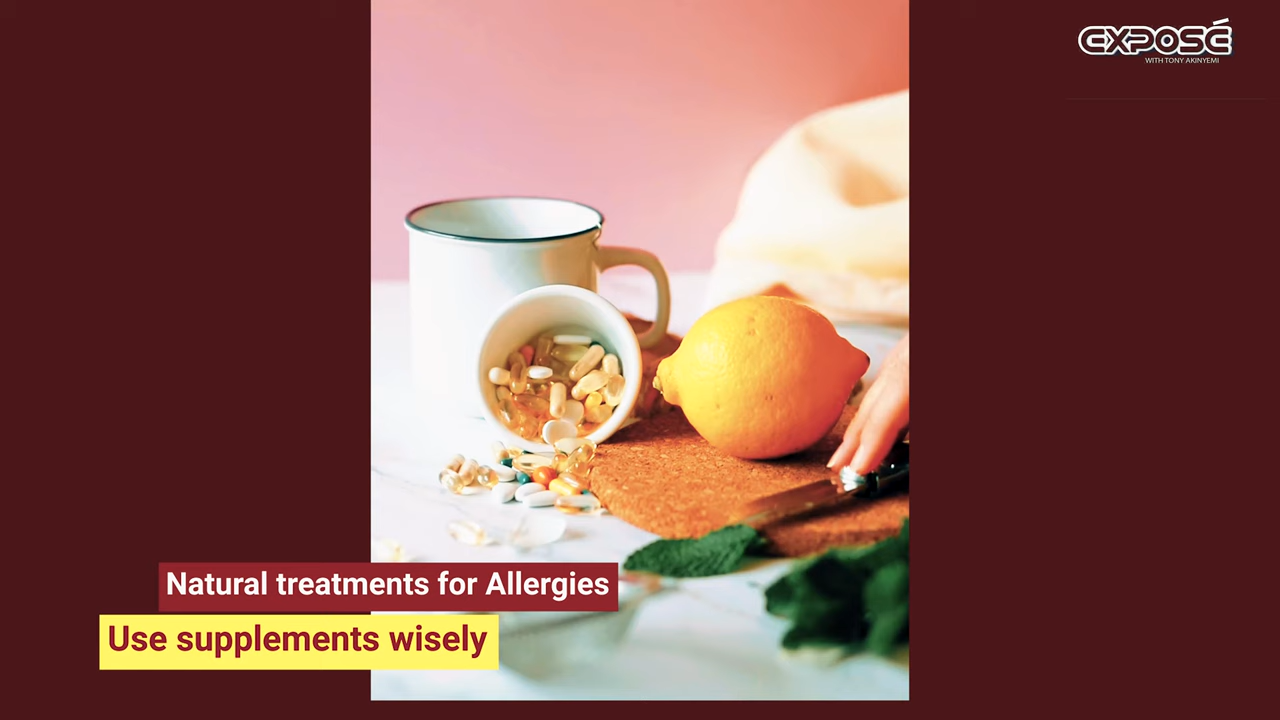 EXPOSÉ
WITH TONY AKINYEMI
Natural treatments for Allergies
Use supplements wisely